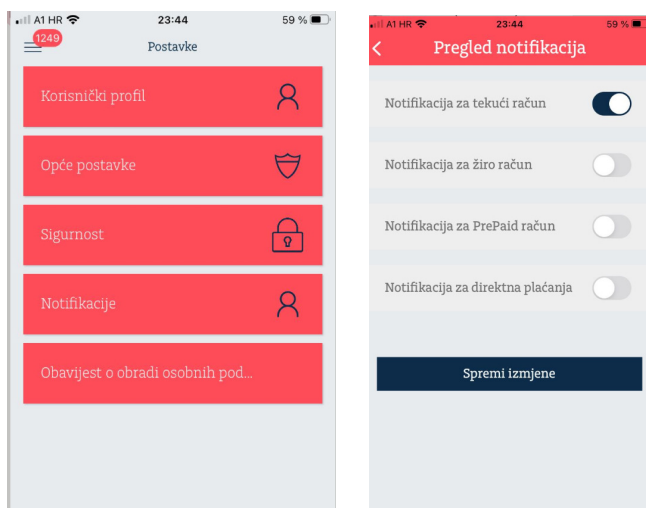 A1 HR 23:44 59 %
1249
Postavke
Korisnički profil
Opće postavke
Sigurnost
Notifikacije
Obavijest o obradi osobnih pod...
A1 HR 23:44 59 %
Pregled notifikacija
Notifikacija za tekući račun
Notifikacija za žiro račun
Notifikacija za PrePaid račun
Notifikacija za direktna plaćanja
Spremi izmjene